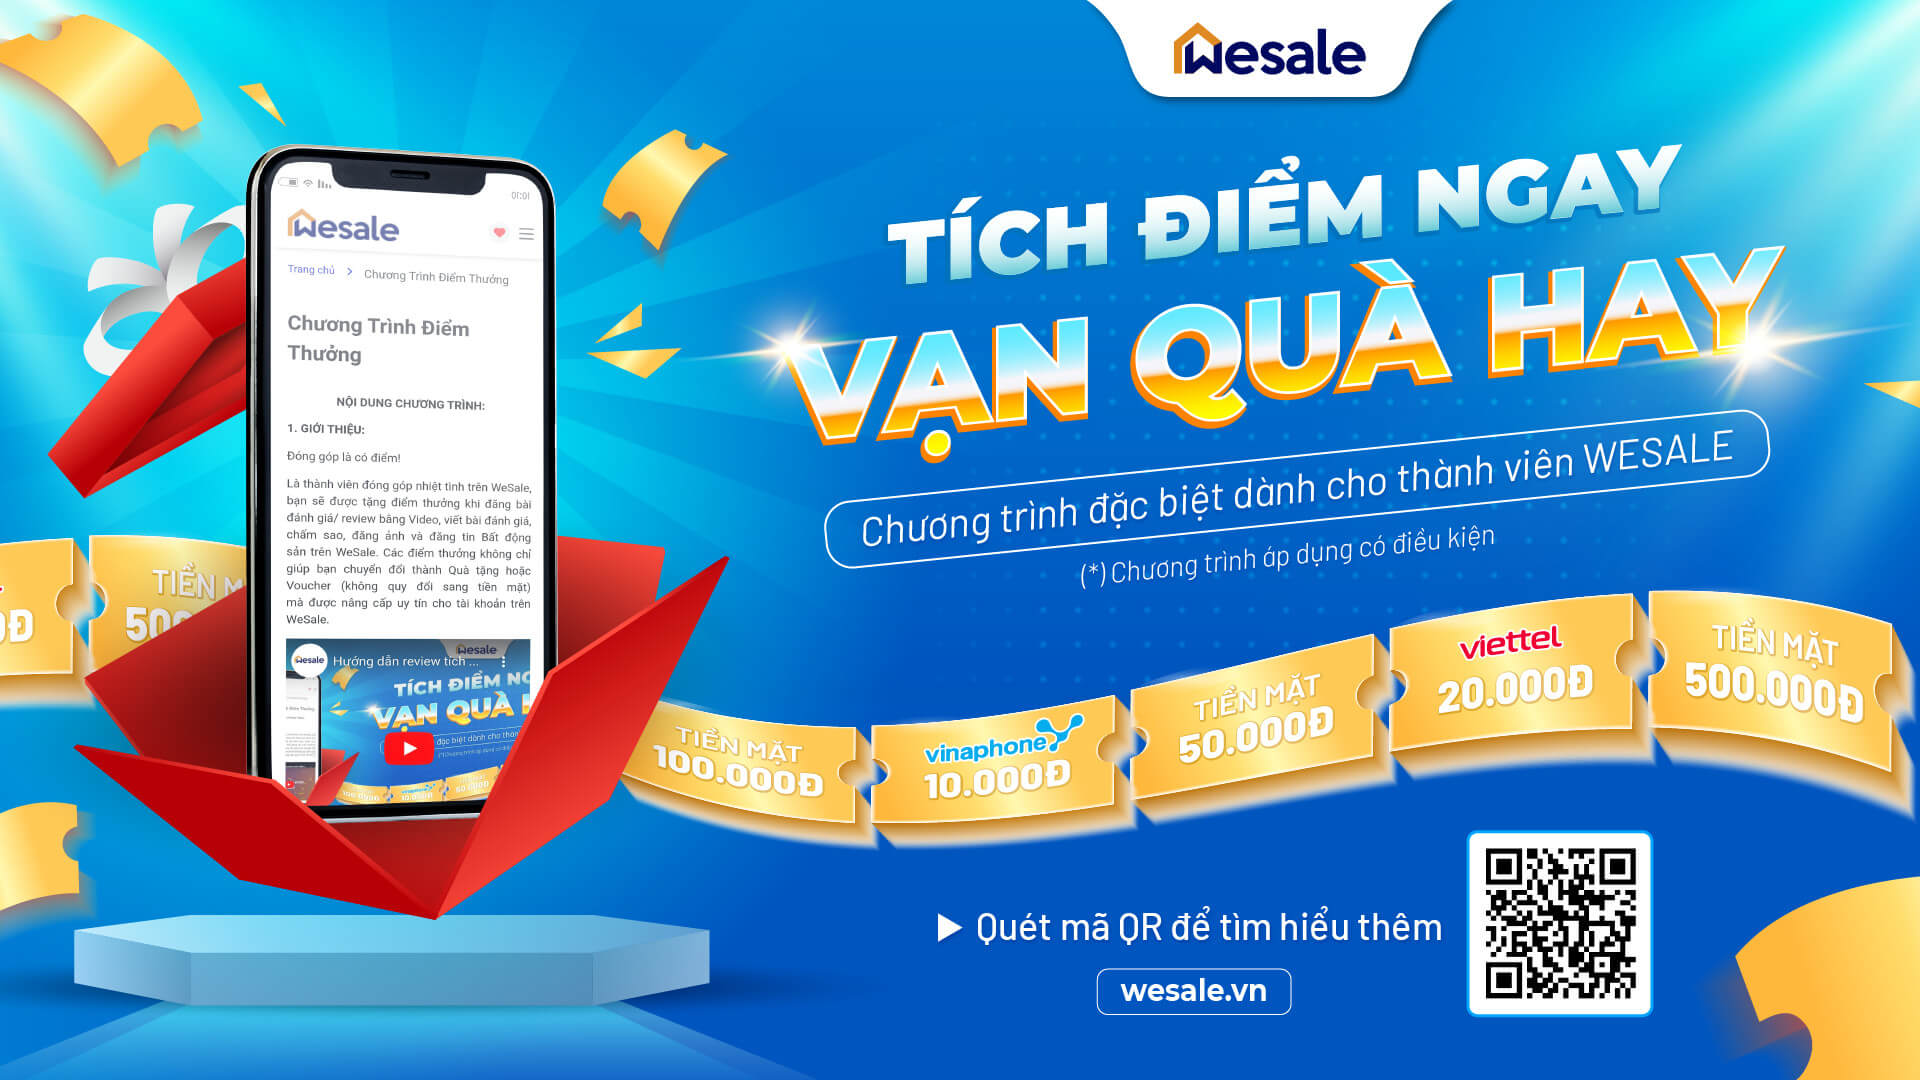 Wesale
TÍCH ĐIỂM NGAY
VẠN QUÀ HAY
Chương trình đặc biệt dành cho thành viên WESALE
(*) Chương trình áp dụng có điều kiện
Wesale
Trang chủ > Chương Trình Điểm Thưởng
Chương Trình Điểm
Thưởng
NỘI DUNG CHƯƠNG TRÌNH:
1. GIỚI THIỆU:
Đóng góp là có điểm!
Là thành viên đóng góp nhiệt tình trên WeSale,
bạn sẽ được tặng điểm thưởng khi đăng bài
đánh giá/ review bằng Video, viết bài đánh giá,
chấm sao, đăng ảnh và đăng tin Bất động
sản trên WeSale. Các điểm thưởng không chỉ
giúp bạn chuyển đổi thành Quà tặng hoặc
Voucher (không quy đổi sang tiền mặt)
mà được nâng cấp uy tín cho tài khoản trên
WeSale.
Wesale
Wesale
Hướng dẫn review tích ...
TÍCH ĐIỂM
VẠN QUÀ
TIỀN M
500
TIỀN MẶT
100.000Đ
vinaphone
10.000Đ
TIỀN MẶT
50.000Đ
viettel
20.000Đ
TIỀN MẶT
500.000Đ
Quét mã QR để tìm hiểu thêm
wesale.vn